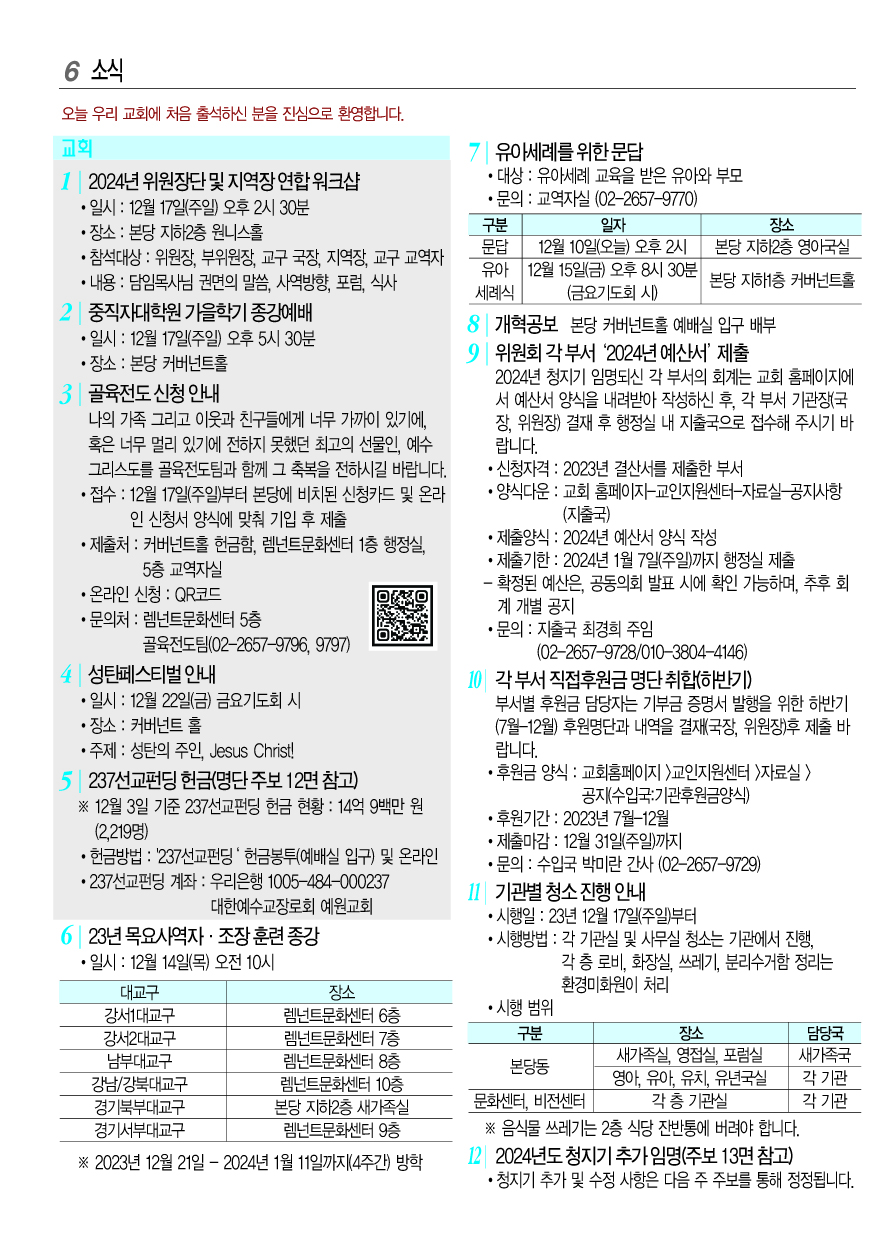 6 소식
오늘 우리 교회에 처음 출석하신 분을 진심으로 환영합니다.
교회
1 2024년 위원장단 및 지역장 연합 워크샵
•일시 : 12월 17일(주일) 오후 2시 30분
•장소 : 본당 지하2층 원니스홀
•참석대상 : 위원장, 부위원장, 교구 국장, 지역장, 교구 교역자
•내용 : 담임목사님 권면의 말씀, 사역방향, 포럼, 식사
2 중직자대학원 가을학기 종강예배
•일시 : 12월 17일(주일) 오후 5시 30분
•장소 : 본당 커버넌트홀
3 골육전도 신청 안내
나의 가족 그리고 이웃과 친구들에게 너무 가까이 있기에,
혹은 너무 멀리 있기에 전하지 못했던 최고의 선물인, 예수
그리스도를 골육전도팀과 함께 그 축복을 전하시길 바랍니다.
•접수 : 12월 17일(주일)부터 본당에 비치된 신청카드 및 온라
인 신청서 양식에 맞춰 기입 후 제출
•제출처 : 커버넌트홀 헌금함, 렘넌트문화센터 1층 행정실,
5층 교역자실
•온라인 신청 : QR코드
•문의처 : 렘넌트문화센터 5층
골육전도팀(02-2657-9796, 9797)
4 성탄페스티벌 안내
•일시 : 12월 22일(금) 금요기도회 시
•장소 : 커버넌트 홀
•주제 : 성탄의 주인, Jesus Christ!
5 237선교펀딩 헌금(명단 주보 12면 참고)
※ 12월 3일 기준 237선교펀딩 헌금 현황 : 14억 9백만 원
(2,219명)
•헌금방법 : '237선교펀딩' 헌금봉투(예배실 입구) 및 온라인
•237선교펀딩 계좌 : 우리은행 1005-484-000237
대한예수교장로회 예원교회
6 23년 목요사역자 · 조장 훈련 종강
•일시 : 12월 14일(목) 오전 10시
대교구 장소
강서1대교구 렘넌트문화센터 6층
강서2대교구 렘넌트문화센터 7층
남부대교구 렘넌트문화센터 8층
강남/강북대교구 렘넌트문화센터 10층
경기북부대교구 본당 지하2층 새가족실
경기서부대교구 렘넌트문화센터 9층
※ 2023년 12월 21일 - 2024년 1월 11일까지(4주간) 방학
7 유아세례를 위한 문답
•대상 : 유아세례 교육을 받은 유아와 부모
•문의 : 교역자실 (02-2657-9770)
구분 일자 장소
문답 12월 10일(오늘) 오후 2시 본당 지하2층 영아국실
유아 세례식 12월 15일(금) 오후 8시 30분 (금요기도회 시) 본당 지하1층 커버넌트홀
8 개혁공보 본당 커버넌트홀 예배실 입구 배부
9 위원회 각 부서 '2024년 예산서' 제출
2024년 청지기 임명되신 각 부서의 회계는 교회 홈페이지에
서 예산서 양식을 내려받아 작성하신 후, 각 부서 기관장(국
장, 위원장) 결재 후 행정실 내 지출국으로 접수해 주시기 바
랍니다.
•신청자격 : 2023년 결산서를 제출한 부서
•양식다운 : 교회 홈페이지-교인지원센터-자료실-공지사항
(지출국)
•제출양식 : 2024년 예산서 양식 작성
•제출기한 : 2024년 1월 7일(주일)까지 행정실 제출
- 확정된 예산은, 공동의회 발표 시에 확인 가능하며, 추후 회
계 개별 공지
•문의 : 지출국 최경희 주임
(02-2657-9728/010-3804-4146)
10 각 부서 직접후원금 명단 취합(하반기)
부서별 후원금 담당자는 기부금 증명서 발행을 위한 하반기
(7월-12월) 후원명단과 내역을 결재(국장, 위원장)후 제출 바
랍니다.
•후원금 양식 : 교회홈페이지 >교인지원센터 >자료실 >
공지(수입국:기관후원금양식)
•후원기간 : 2023년 7월-12월
•제출마감 : 12월 31일(주일)까지
•문의 : 수입국 박미란 간사 (02-2657-9729)
11 기관별 청소 진행 안내
•시행일 : 23년 12월 17일(주일)부터
•시행방법 : 각 기관실 및 사무실 청소는 기관에서 진행,
각 층 로비, 화장실, 쓰레기, 분리수거함 정리는
환경미화원이 처리
•시행 범위
구분 장소 담당국
본당동 새가족실, 영접실, 포럼실 새가족국
영아, 유아, 유치, 유년국실 각 기관
문화센터, 비전센터 각 층 기관실 각 기관
※ 음식물 쓰레기는 2층 식당 잔반통에 버려야 합니다.
12 2024년도 청지기 추가 임명(주보 13면 참고)
•청지기 추가 및 수정 사항은 다음 주 주보를 통해 정정됩니다.